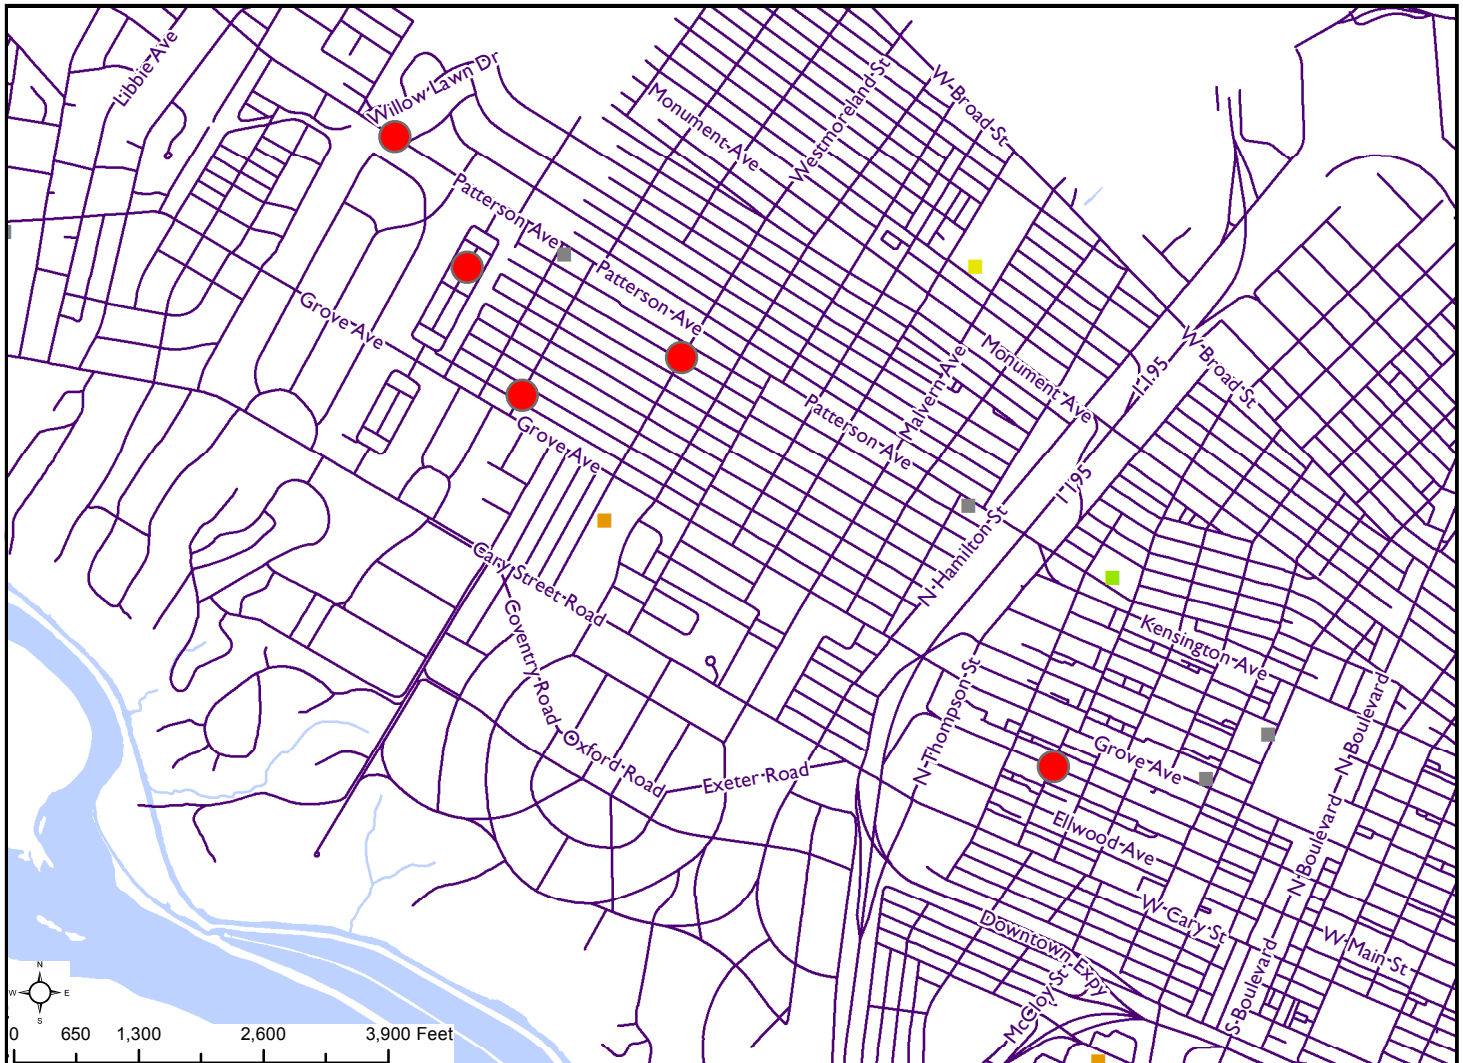 Libbie Ave
Willow Lawn Dr
Monument Ave
Westmoreland St
W Broad St
Patterson Ave
Patterson Ave
Grove Ave
W Broad St
Monument Ave
I 195
Malvern Ave
Patterson Ave
Grove Ave
I 195
N Hamilton St
Cary Street Road
Coventry Road
Kensington Ave
N Thompson St
N Boulevard
Oxford Road
Exeter Road
Grove Ave
Ellwood Ave
N Boulevard
W Cary St
Downtown Expy
W Main St
McCloy St
S Boulevard
N
W E
S
0 650 1,300 2,600 3,900 Feet